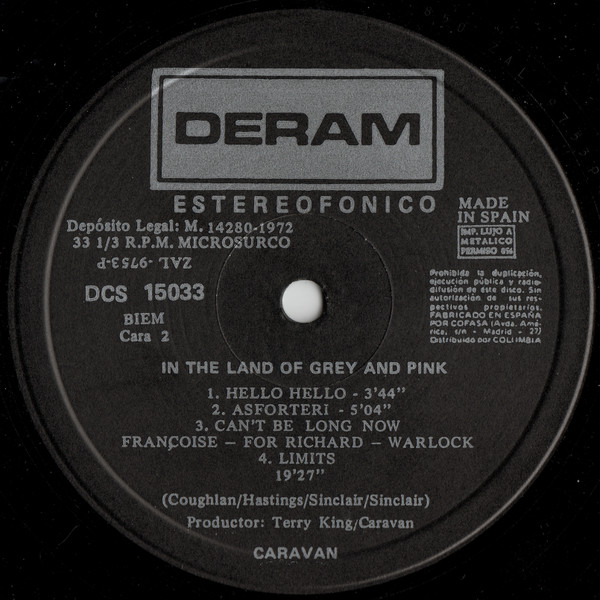 DERAM
ESTEREOFONICO
Depósito Legal: M. 14280-1972
33 1/3 R.P.M. MICROSURCO
ZAL-9753-P
DCS 15033
BIEM
Cara 2
MADE
IN SPAIN
IMP. LUJO A
METALICO
PERMISO 856
Prohibida la duplicación,
ejecución pública y radio-
difusión de este disco. Sin
autorización de sus res-
pectivos propietarios.
FABRICADO EN ESPAÑA
POR COFASA (Avda. Amé-
rica, s/n - Madrid - 27)
Distribuido por COLUMBIA
IN THE LAND OF GREY AND PINK
1. HELLO HELLO - 3'44"
2. ASFORTERI - 5'04"
3. CAN'T BE LONG NOW
FRANÇOISE – FOR RICHARD – WARLOCK
4. LIMITS
19'27"
(Coughlan/Hastings/Sinclair/Sinclair)
Productor: Terry King/Caravan
CARAVAN